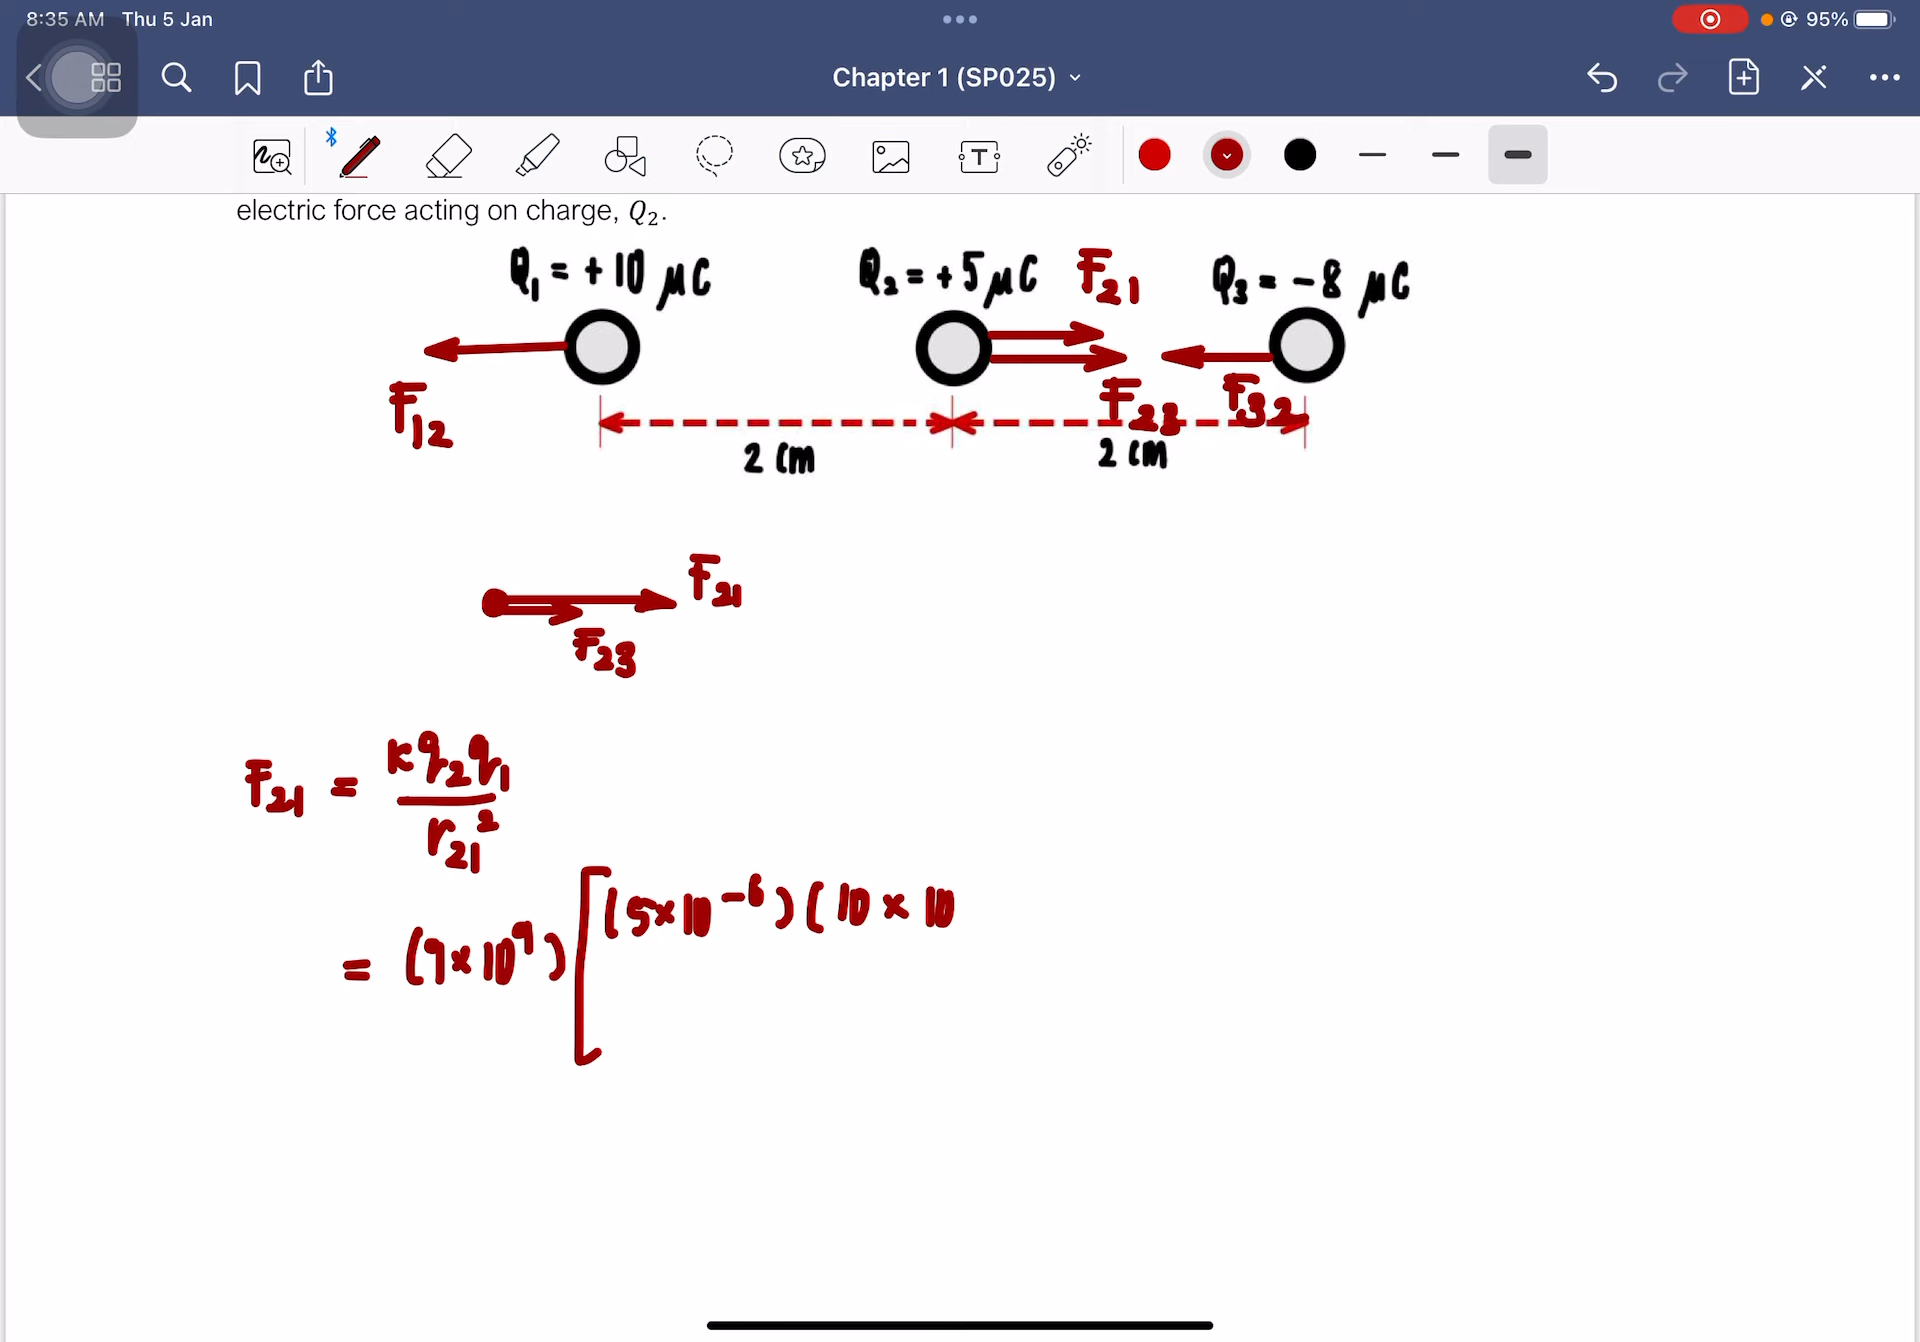 8:35 AM Thu 5 Jan
95%
Chapter 1 (SP025)
electric force acting on charge, Q₂.
Q₁ = +10 μC
Q₂ = +5 μC
F₂₁
Q₃ = -8 μC
F₁₂
F₂₃
F₃₂
2 cm
2 cm
F₂₁
F₂₃
F₂₁ = kq₂q₁ / r₂₁²
= (9×10⁹) [(5×10⁻⁶)(10 × 10